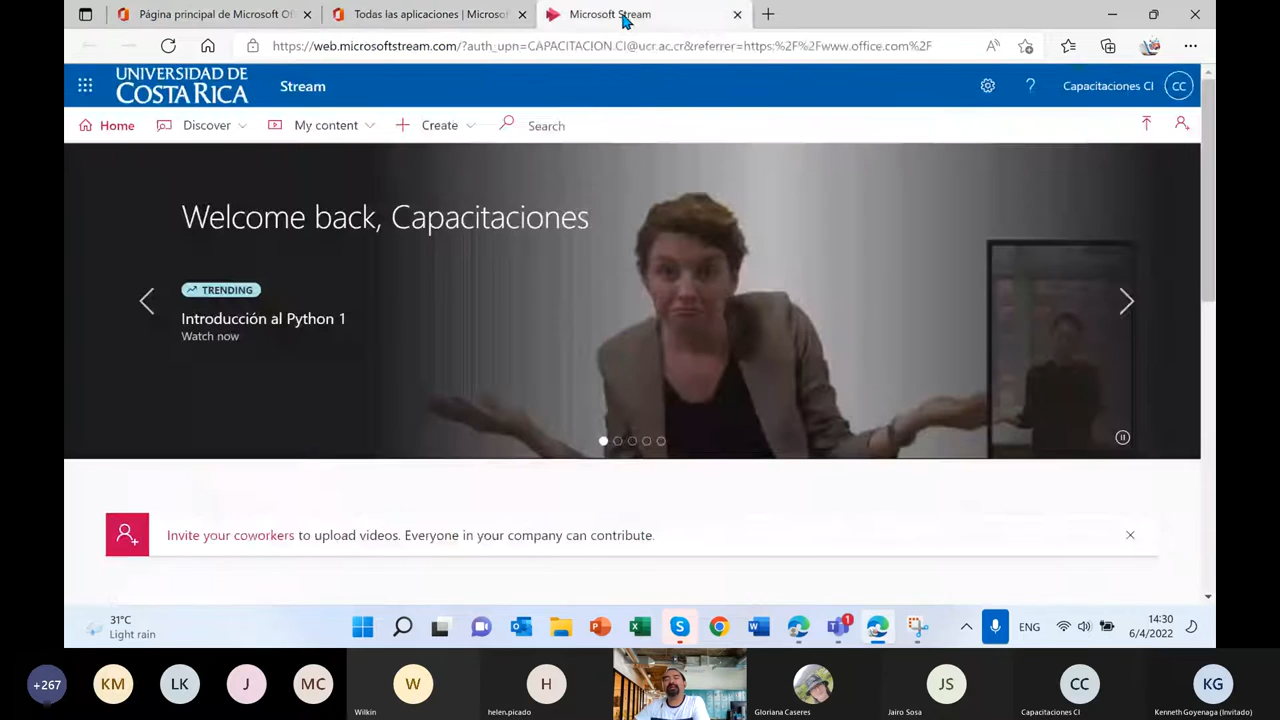 Página principal de Microsoft Of
Todas las aplicaciones | Microsof
Microsoft Stream
https://web.microsoftstream.com/?auth_upn=CAPACITACION.CI@ucr.ac.cr&referrer=https:%2F%2Fwww.office.com%2F
UNIVERSIDAD DE
COSTA RICA
Stream
Capacitaciones CI
CC
Home
Discover
My content
Create
Search
Welcome back, Capacitaciones
TRENDING
Introducción al Python 1
Watch now
Invite your coworkers to upload videos. Everyone in your company can contribute.
31°C
Light rain
1
ENG
14:30
6/4/2022
+267
KM
LK
J
MC
W
Wilkin
H
helen.picado
Gloriana Caseres
JS
Jairo Sosa
CC
Capacitaciones CI
KG
Kenneth Goyenaga (Invitado)